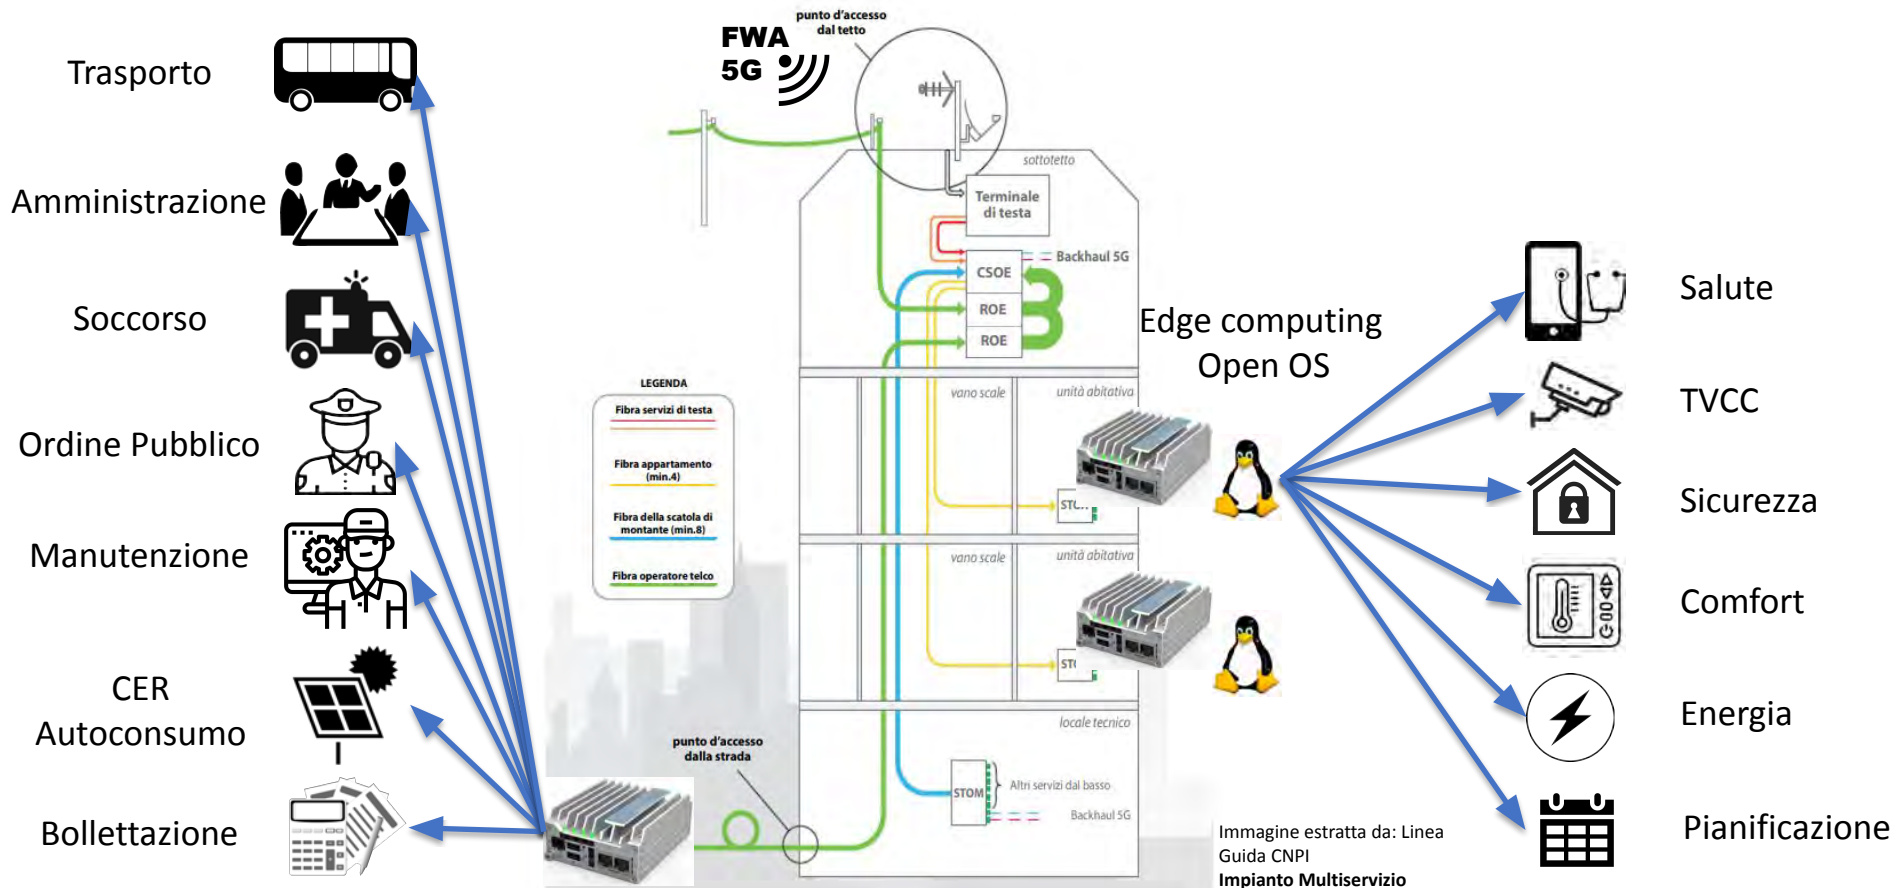 Trasporto
Amministrazione
Soccorso
Ordine Pubblico
Manutenzione
CER
Autoconsumo
Bollettazione
FWA
5G
punto d'accesso
dal tetto
sottotetto
Terminale
di testa
Backhaul 5G
CSOE
ROE
ROE
LEGENDA
Fibra servizi di testa
Fibra appartamento
(min.4)
Fibra della scatola di
montante (min.8)
Fibra operatore telco
vano scale
unità abitativa
vano scale
unità abitativa
locale tecnico
punto d'accesso
dalla strada
STOM
Altri servizi dal basso
Backhaul 5G
Edge computing
Open OS
Salute
TVCC
Sicurezza
Comfort
Energia
Pianificazione
Immagine estratta da: Linea
Guida CNPI
Impianto Multiservizio